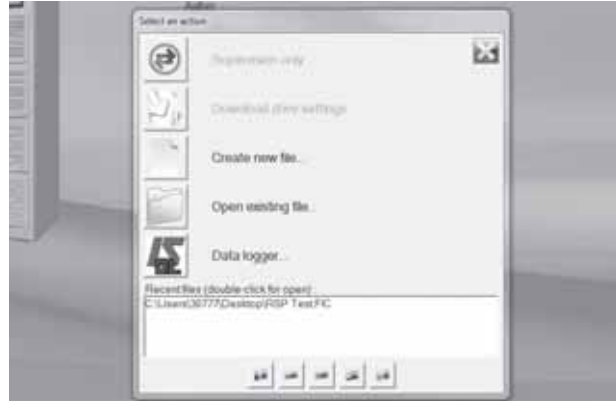 Author
Select an action
Supervision only
Download drive settings
Create new file...
Open existing file...
Data logger...
Recent files (double-click for open)
C:\Users\30777\Desktop\RSP Test.FIC